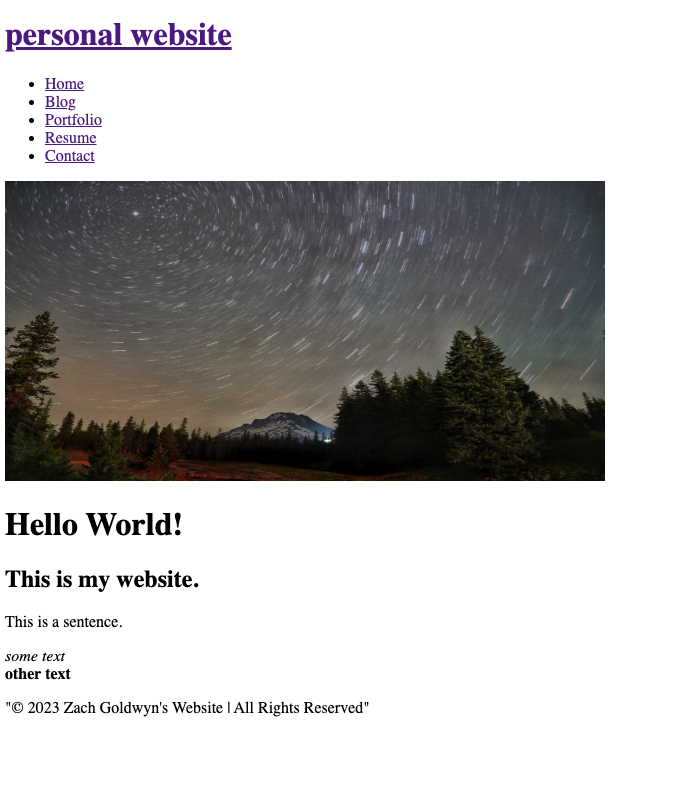 personal website
Home
Blog
Portfolio
Resume
Contact
Hello World!
This is my website.
This is a sentence.
some text
other text
"© 2023 Zach Goldwyn's Website | All Rights Reserved"